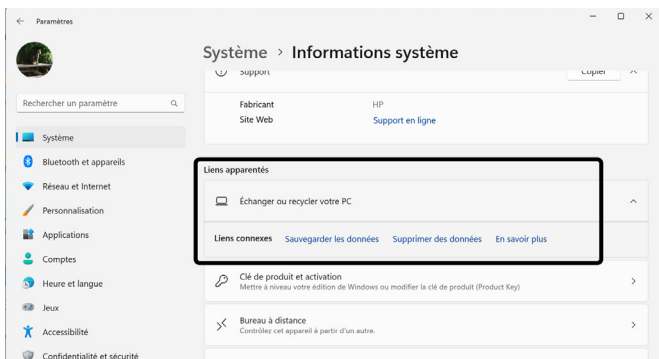 Paramètres
Système > Informations système
Support
Copier
Rechercher un paramètre
Fabricant HP
Site Web Support en ligne
Système
Bluetooth et appareils
Réseau et Internet
Personnalisation
Applications
Comptes
Heure et langue
Jeux
Accessibilité
Confidentialité et sécurité
Liens apparentés
Échanger ou recycler votre PC
Liens connexes Sauvegarder les données Supprimer des données En savoir plus
Clé de produit et activation
Mettre à niveau votre édition de Windows ou modifier la clé de produit (Product Key)
Bureau à distance
Contrôlez cet appareil à partir d'un autre.